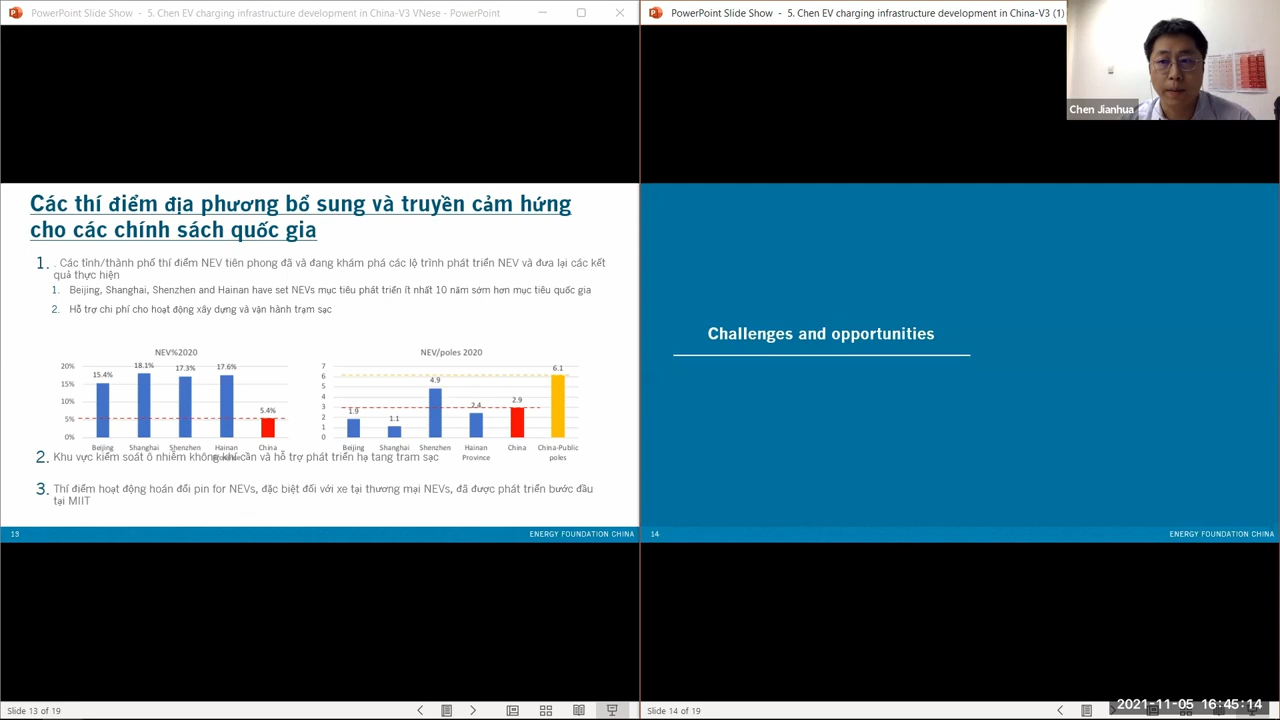 PowerPoint Slide Show - 5. Chen EV charging infrastructure development in China-V3 VNese - PowerPoint
PowerPoint Slide Show - 5. Chen EV charging infrastructure development in China-V3 (1)
Chen Jianhua
Các thí điểm địa phương bổ sung và truyền cảm hứng
cho các chính sách quốc gia
1. . Các tỉnh/thành phố thí điểm NEV tiên phong đã và đang khám phá các lộ trình phát triển NEV và đưa lại các kết
quả thực hiện
1. Beijing, Shanghai, Shenzhen and Hainan have set NEVs mục tiêu phát triển ít nhất 10 năm sớm hơn mục tiêu quốc gia
2. Hỗ trợ chi phí cho hoạt động xây dựng và vận hành trạm sạc
NEV%2020
20%
15%
10%
5%
0%
15.4%
18.1%
17.3%
17.6%
5.4%
Beijing Shanghai Shenzhen Hainan China
NEV/poles 2020
7
6
5
4
3
2
1
0
1.9
1.1
4.9
2.4
2.9
6.1
Beijing Shanghai Shenzhen Hainan China China-Public
Province poles
2. Khu vực kiểm soát ô nhiễm không khí cần và hỗ trợ phát triển hạ tang trạm sạc
3. Thí điểm hoạt động hoán đổi pin for NEVs, đặc biệt đối với xe tại thương mại NEVs, đã được phát triển bước đầu
tại MIIT
13 ENERGY FOUNDATION CHINA
Challenges and opportunities
14 ENERGY FOUNDATION CHINA
Slide 13 of 19
Slide 14 of 19
2021-11-05 16:45:14